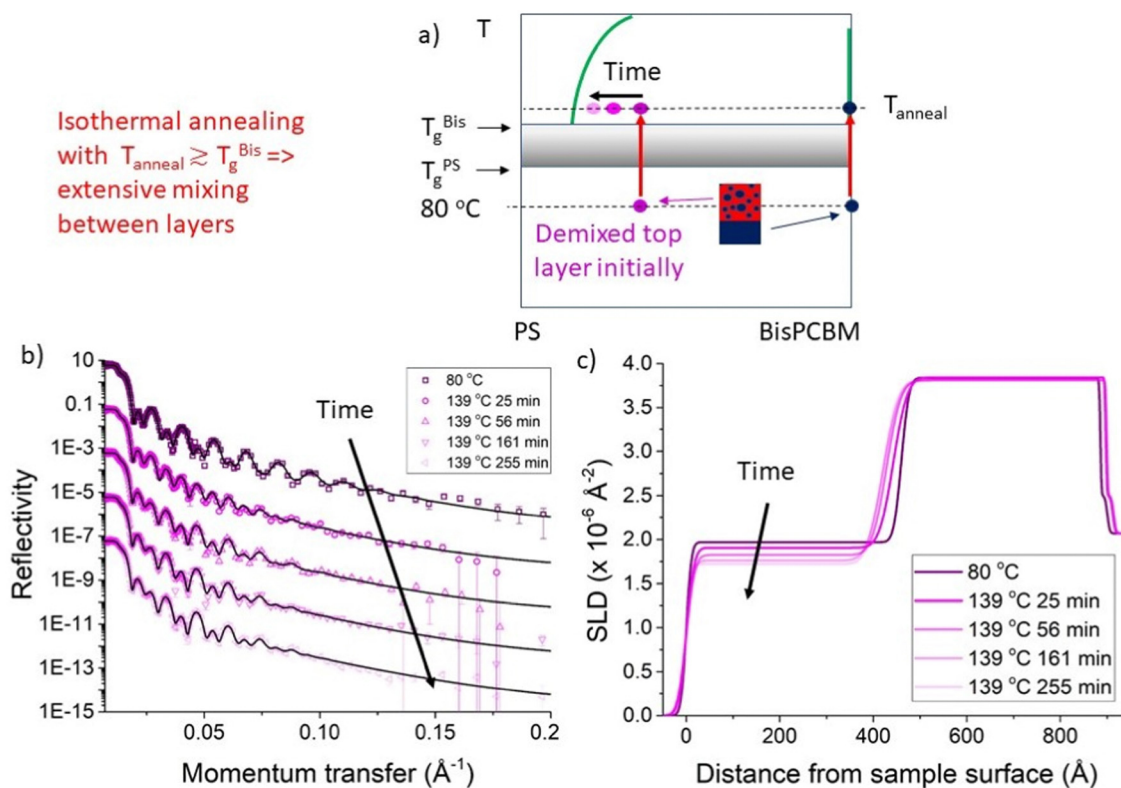 a)
T
Time
T_anneal
T_g^Bis
T_g^PS
80 °C
Isothermal annealing
with T_anneal ≳ T_g^Bis =>
extensive mixing
between layers
Demixed top
layer initially
PS
BisPCBM
b)
Reflectivity
10
0.1
1E-3
1E-5
1E-7
1E-9
1E-11
1E-13
1E-15
Time
80 °C
139 °C 25 min
139 °C 56 min
139 °C 161 min
139 °C 255 min
0.05
0.10
0.15
0.2
Momentum transfer (Å⁻¹)
c)
SLD (x 10⁻⁶ Å⁻²)
4.0
3.5
3.0
2.5
2.0
1.5
1.0
0.5
0.0
Time
80 °C
139 °C 25 min
139 °C 56 min
139 °C 161 min
139 °C 255 min
0
200
400
600
800
Distance from sample surface (Å)